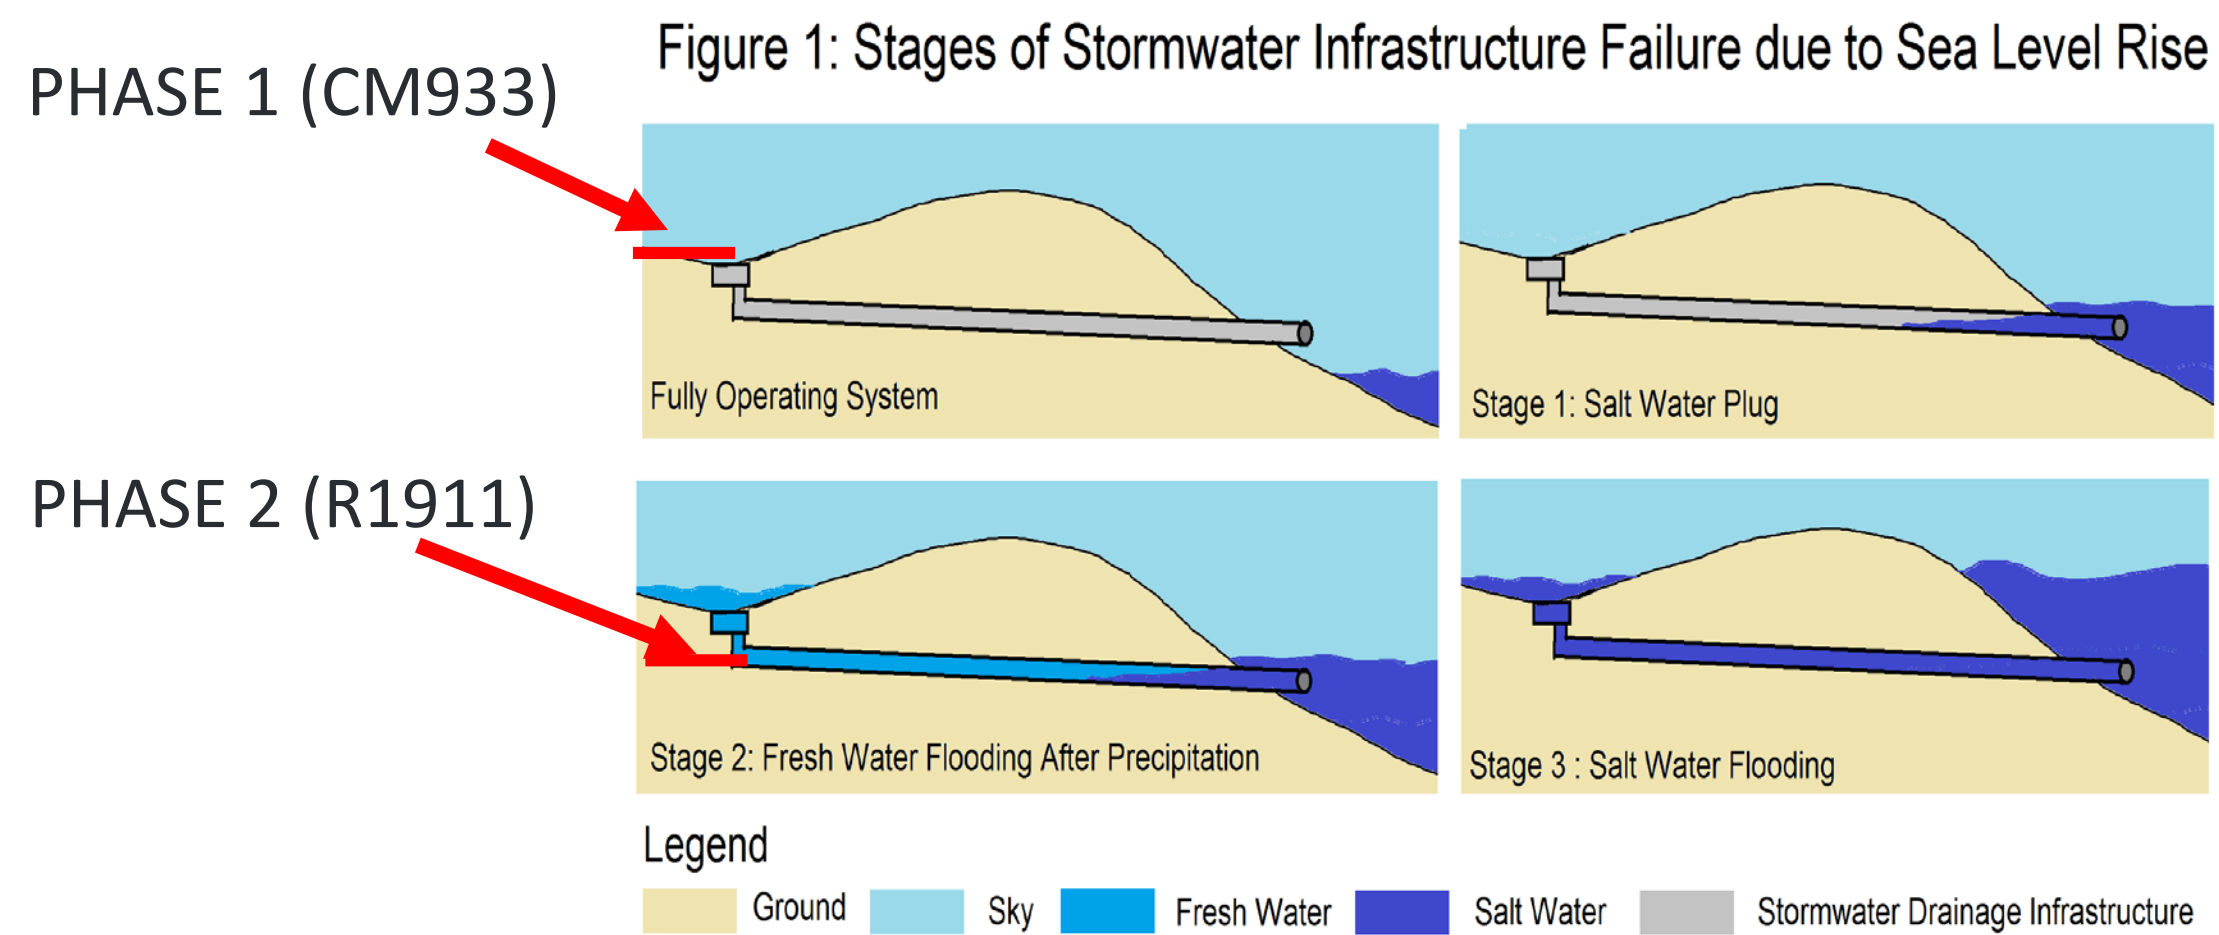 Figure 1: Stages of Stormwater Infrastructure Failure due to Sea Level Rise
PHASE 1 (CM933)
Fully Operating System
Stage 1: Salt Water Plug
PHASE 2 (R1911)
Stage 2: Fresh Water Flooding After Precipitation
Stage 3 : Salt Water Flooding
Legend
Ground
Sky
Fresh Water
Salt Water
Stormwater Drainage Infrastructure